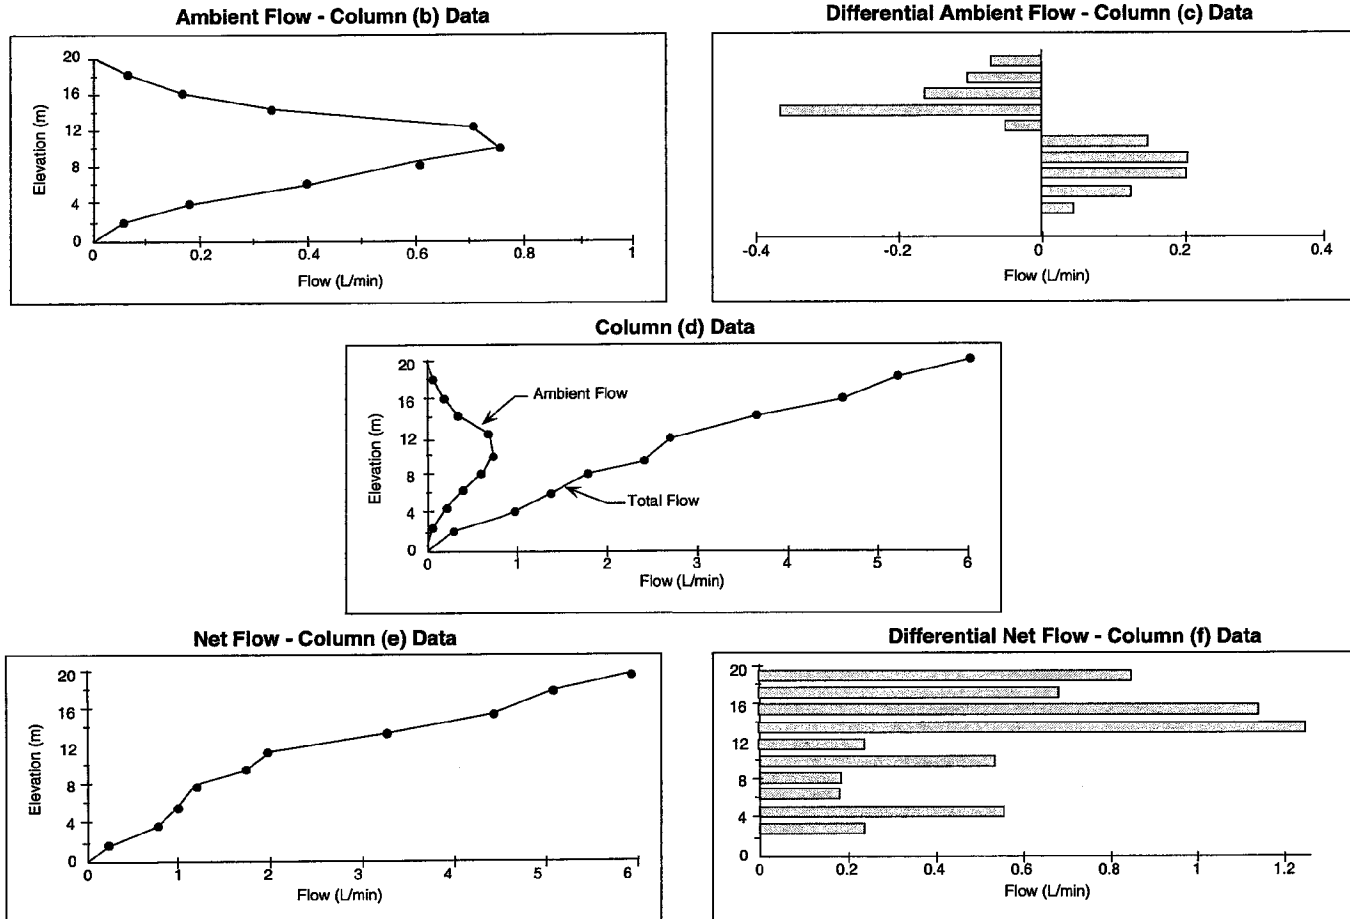 Ambient Flow - Column (b) Data
Elevation (m)
20
16
12
8
4
0
0 0.2 0.4 0.6 0.8 1
Flow (L/min)
Differential Ambient Flow - Column (c) Data
-0.4 -0.2 0 0.2 0.4
Flow (L/min)
Column (d) Data
Elevation (m)
20
16
12
8
4
0
Ambient Flow
Total Flow
0 1 2 3 4 5 6
Flow (L/min)
Net Flow - Column (e) Data
Elevation (m)
20
16
12
8
4
0
0 1 2 3 4 5 6
Flow (L/min)
Differential Net Flow - Column (f) Data
20
16
12
8
4
0
0 0.2 0.4 0.6 0.8 1 1.2
Flow (L/min)